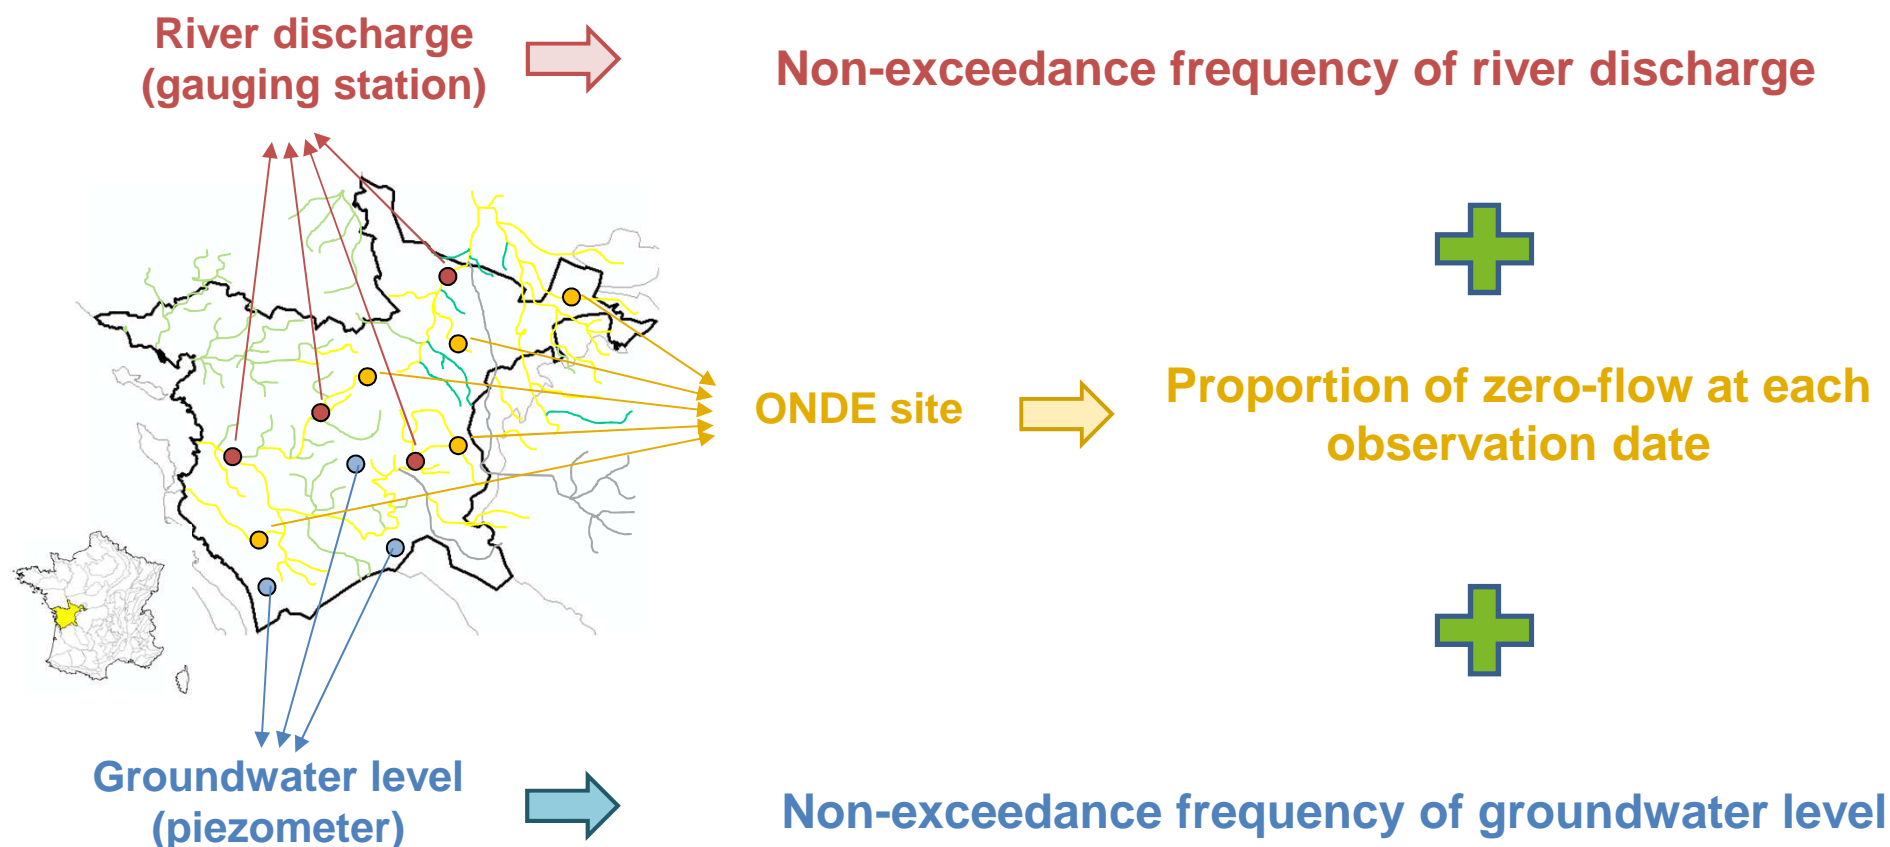 River discharge
(gauging station)
Non-exceedance frequency of river discharge
ONDE site
Proportion of zero-flow at each
observation date
Groundwater level
(piezometer)
Non-exceedance frequency of groundwater level